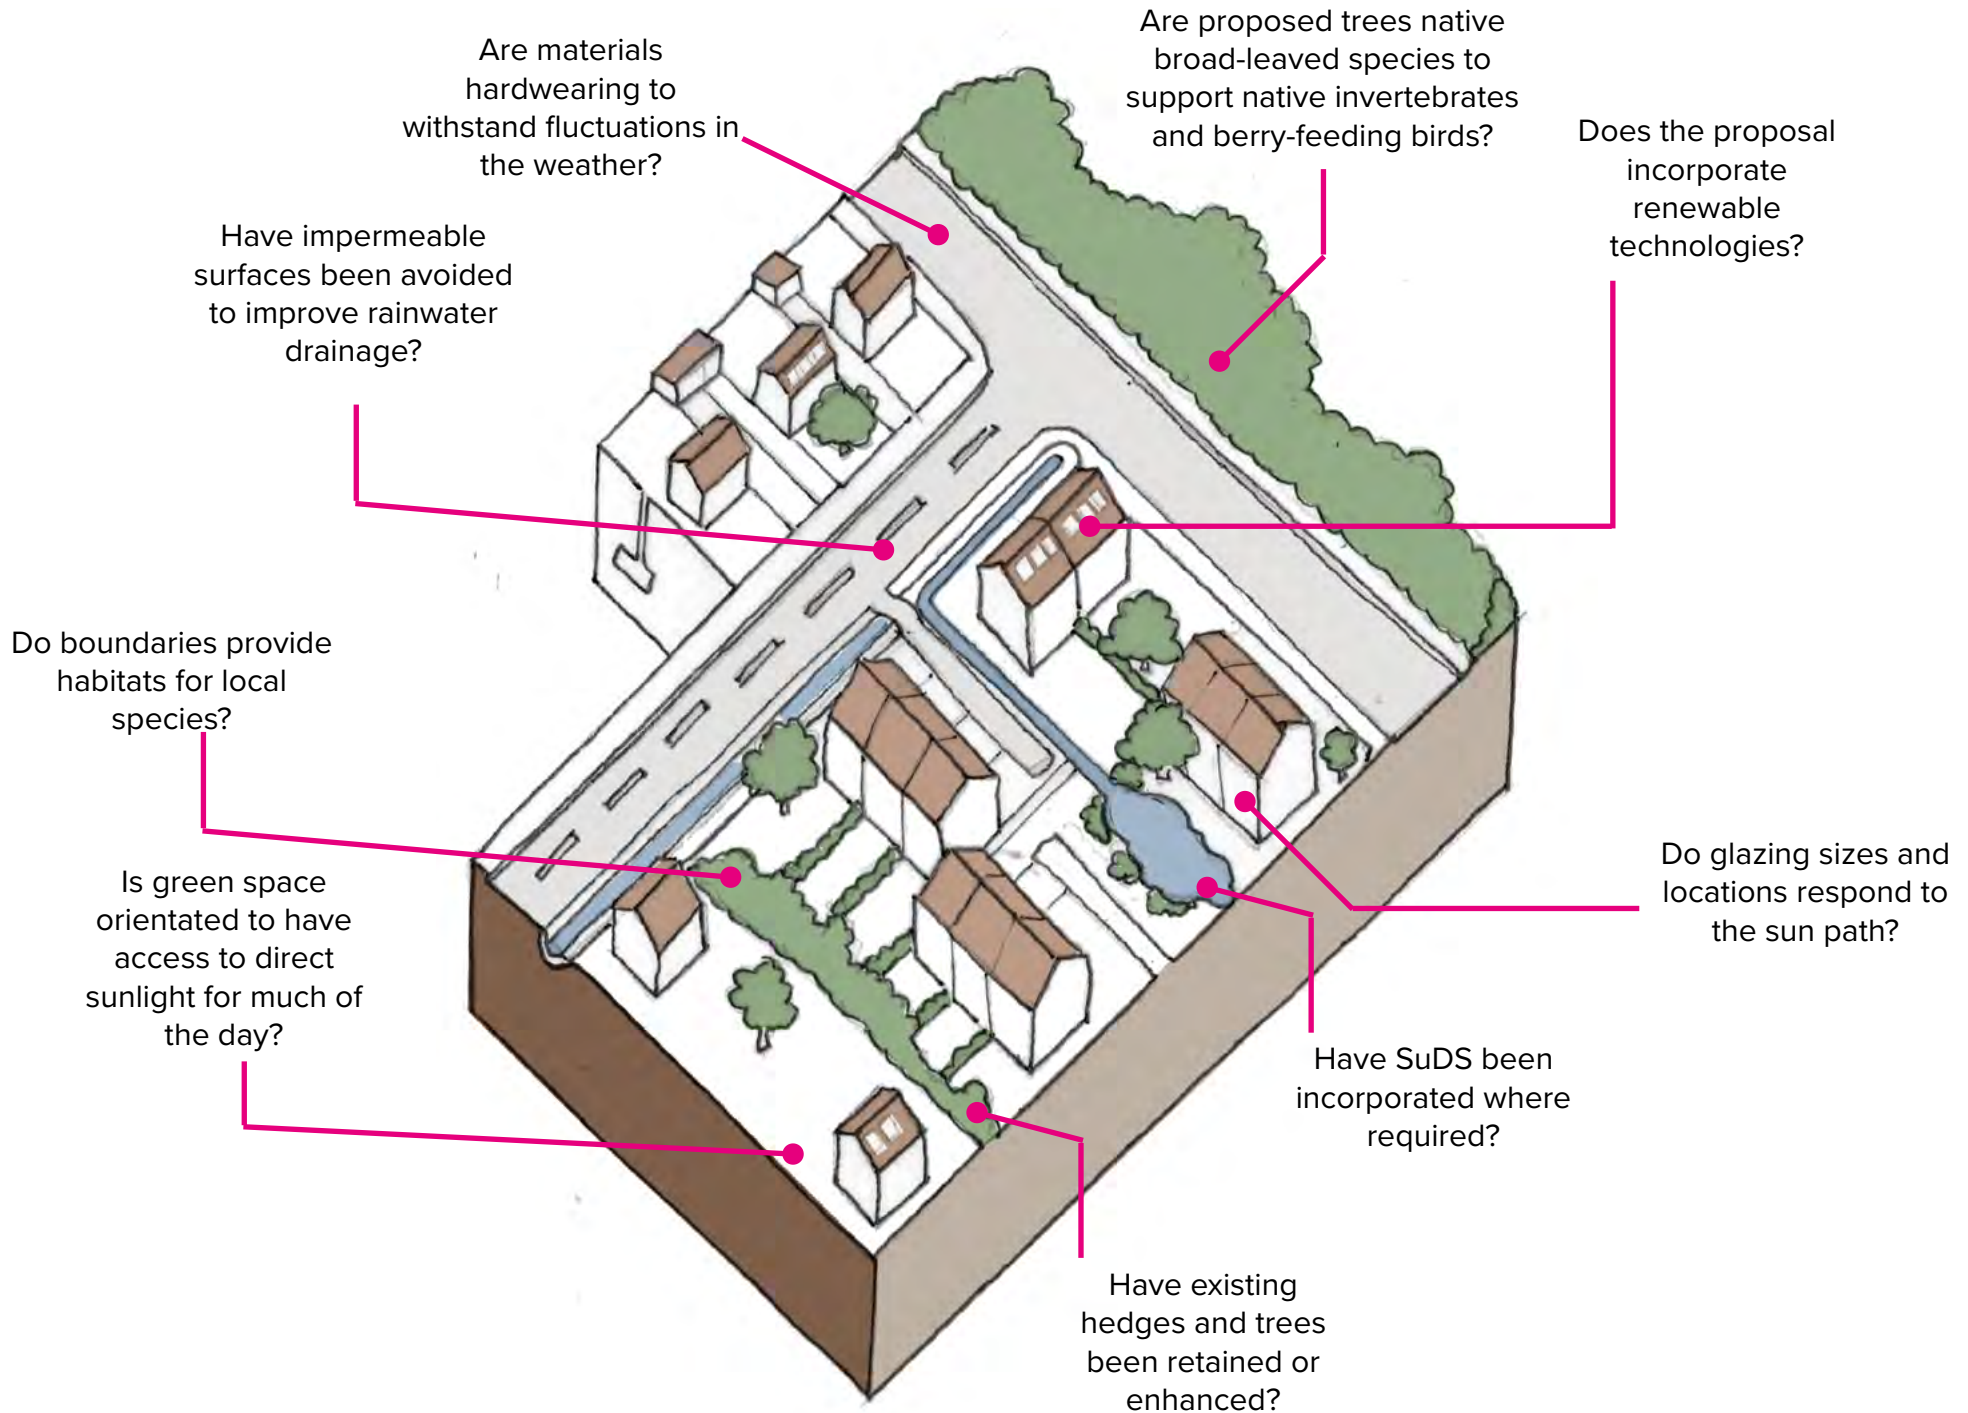 Are materials
hardwearing to
withstand fluctuations in
the weather?
Are proposed trees native
broad-leaved species to
support native invertebrates
and berry-feeding birds?
Does the proposal
incorporate
renewable
technologies?
Have impermeable
surfaces been avoided
to improve rainwater
drainage?
Do boundaries provide
habitats for local
species?
Is green space
orientated to have
access to direct
sunlight for much of
the day?
Do glazing sizes and
locations respond to
the sun path?
Have SuDS been
incorporated where
required?
Have existing
hedges and trees
been retained or
enhanced?